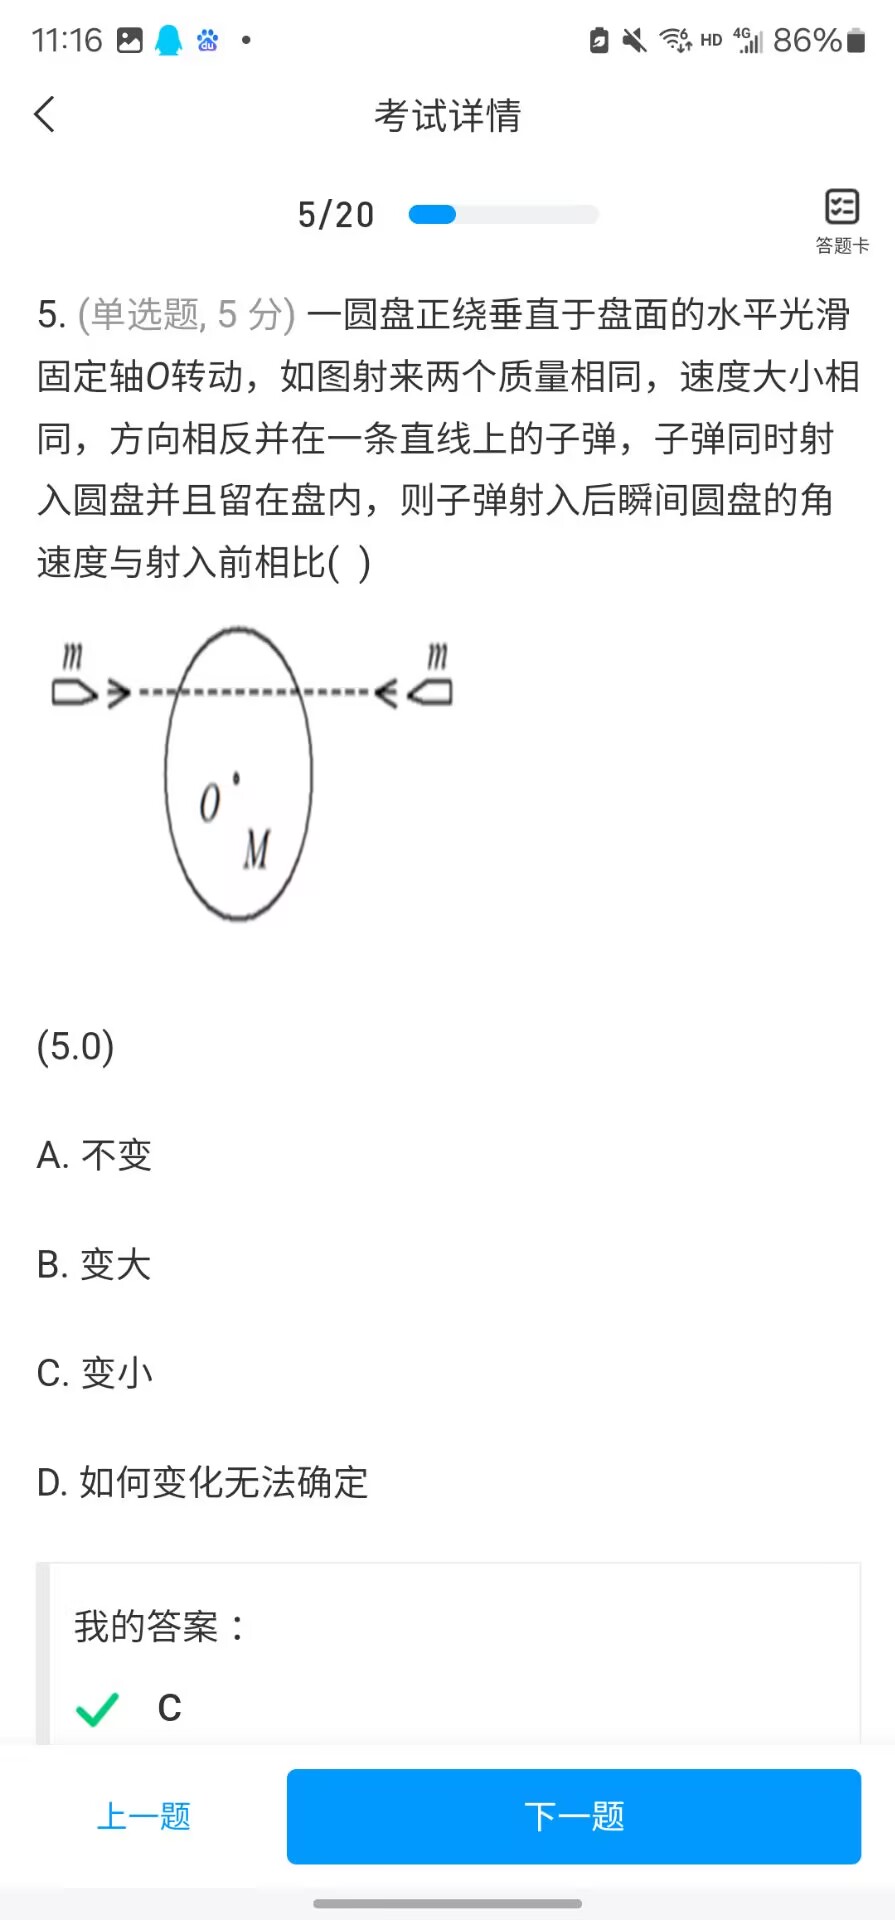 11:16 du HD 4G 86%
考试详情
5/20
答题卡
5. (单选题, 5 分) 一圆盘正绕垂直于盘面的水平光滑
固定轴O转动，如图射来两个质量相同，速度大小相
同，方向相反并在一条直线上的子弹，子弹同时射
入圆盘并且留在盘内，则子弹射入后瞬间圆盘的角
速度与射入前相比( )
m m
O
M
(5.0)
A. 不变
B. 变大
C. 变小
D. 如何变化无法确定
我的答案：
C
上一题 下一题